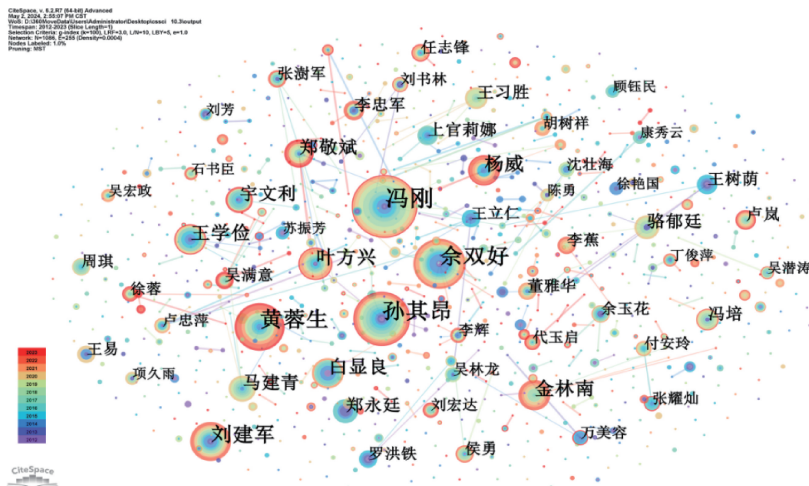 CiteSpace, v. 6.2.R7 (64-bit) Advanced
May 2, 2024, 2:55:07 PM CST
WoS: D:\360MoveData\Users\Administrator\Desktop\cssci 10.3\output
Timespan: 2012-2023 (Slice Length=1)
Selection Criteria: g-index (k=100), LRF=3.0, L/N=10, LBY=5, e=1.0
Network: N=1086, E=255 (Density=0.0004)
Nodes Labeled: 1.0%
Pruning: MST
任志锋
张澍军
刘书林
王习胜
顾钰民
刘芳
李忠军
上官莉娜
胡树祥
康秀云
郑敬斌
石书臣
杨威
沈壮海
吴宏政
宇文利
冯刚
陈勇
徐艳国
王树荫
王立仁
苏振芳
骆郁廷
卢岚
王学俭
李蕉
叶方兴
佘双好
丁俊萍
周琪
吴满意
吴潜涛
徐蓉
董雅华
黄蓉生
孙其昂
余玉花
冯培
卢忠萍
李辉
代玉启
王易
付安玲
项久雨
白显良
吴林龙
马建青
金林南
郑永廷
刘宏达
张耀灿
刘建军
万美容
罗洪铁
侯勇
2023
2022
2021
2020
2019
2018
2017
2016
2015
2014
2013
2012
CiteSpace